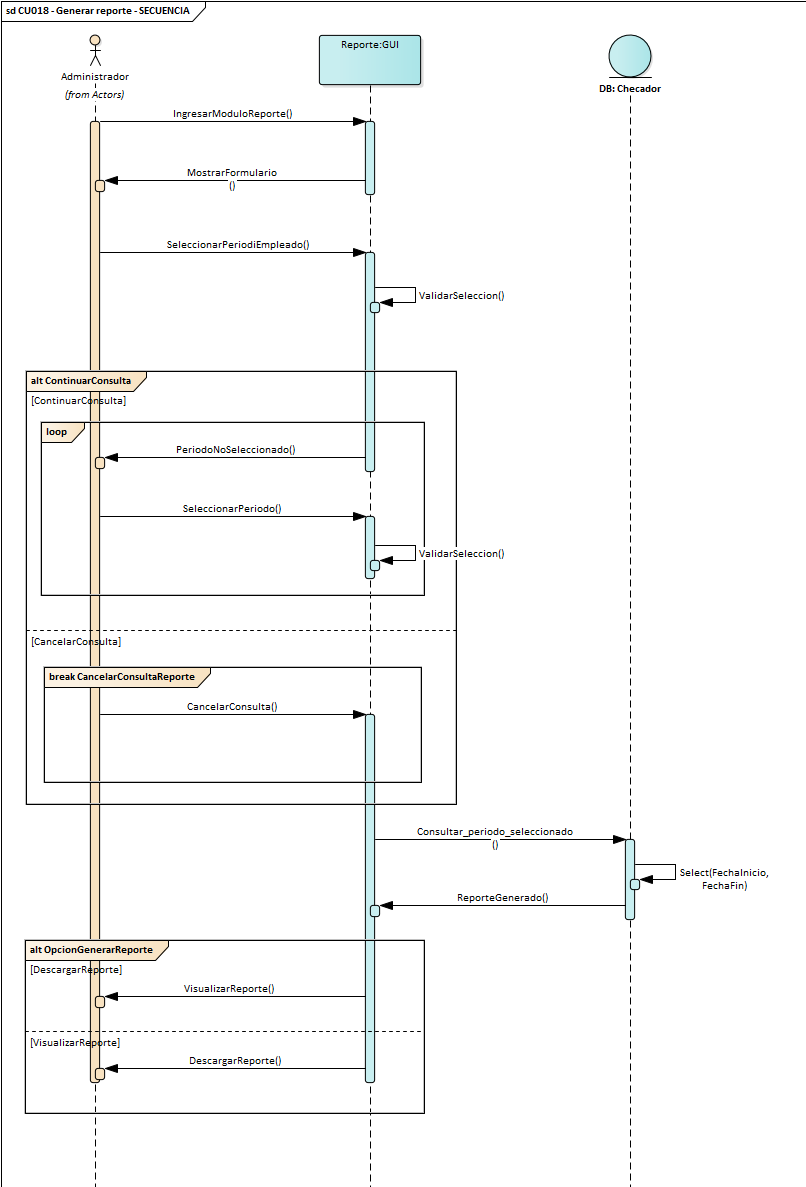 sd CU018 - Generar reporte - SECUENCIA
Reporte:GUI
Administrador
(from Actors)
DB: Checador
IngresarModuloReporte()
MostrarFormulario
()
SeleccionarPeriodiEmpleado()
ValidarSeleccion()
alt ContinuarConsulta
[ContinuarConsulta]
loop
PeriodoNoSeleccionado()
SeleccionarPeriodo()
ValidarSeleccion()
[CancelarConsulta]
break CancelarConsultaReporte
CancelarConsulta()
Consultar_periodo_seleccionado
()
Select(FechaInicio,
FechaFin)
ReporteGenerado()
alt OpcionGenerarReporte
[DescargarReporte]
VisualizarReporte()
[VisualizarReporte]
DescargarReporte()